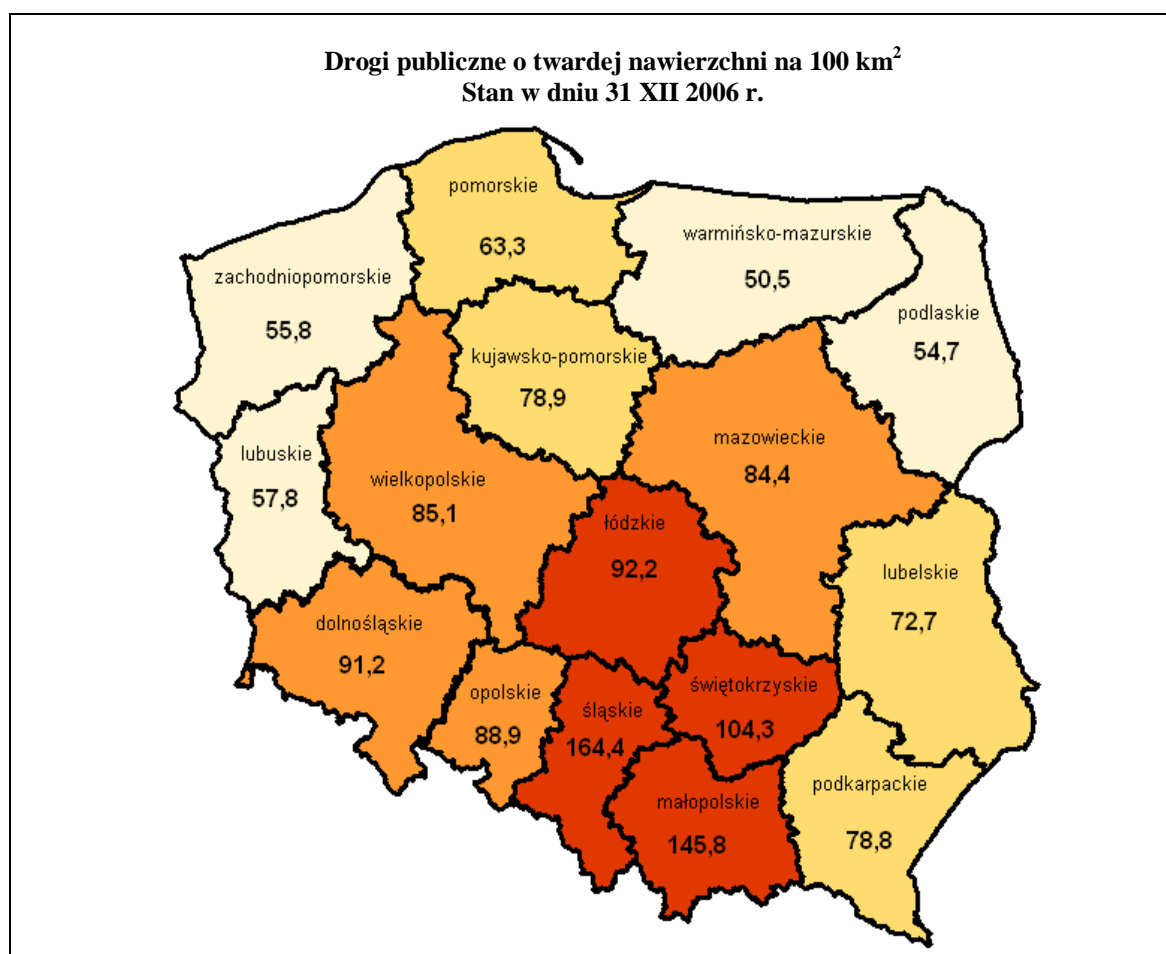 Drogi publiczne o twardej nawierzchni na 100 km²
Stan w dniu 31 XII 2006 r.
pomorskie
63,3
warmińsko-mazurskie
50,5
zachodniopomorskie
55,8
podlaskie
54,7
kujawsko-pomorskie
78,9
mazowieckie
84,4
lubuskie
57,8
wielkopolskie
85,1
łódzkie
92,2
lubelskie
72,7
dolnośląskie
91,2
opolskie
88,9
śląskie
164,4
świętokrzyskie
104,3
małopolskie
145,8
podkarpackie
78,8